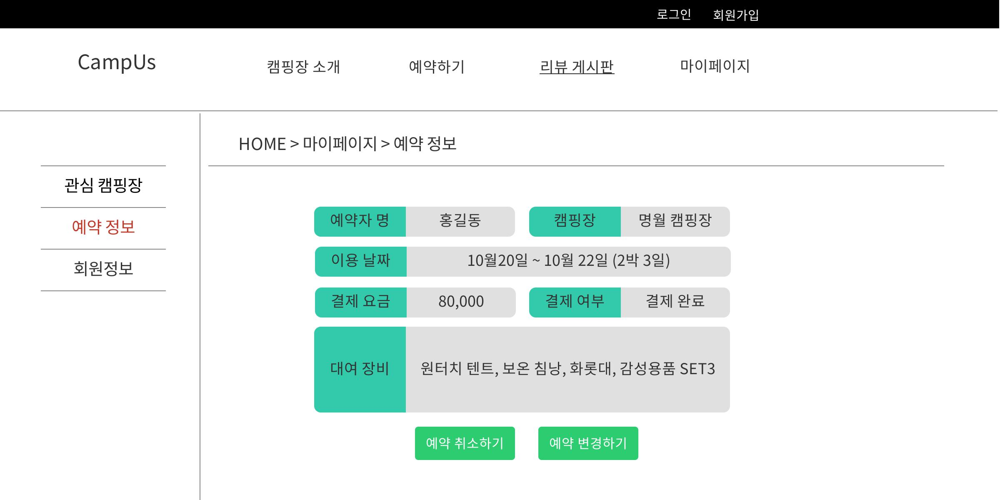 로그인 회원가입
CampUs 캠핑장 소개 예약하기 리뷰 게시판 마이페이지
HOME > 마이페이지 > 예약 정보
관심 캠핑장
예약 정보
회원정보
예약자 명 홍길동 캠핑장 명월 캠핑장
이용 날짜 10월20일 ~ 10월 22일 (2박 3일)
결제 요금 80,000 결제 여부 결제 완료
대여 장비 원터치 텐트, 보온 침낭, 화롯대, 감성용품 SET3
예약 취소하기 예약 변경하기